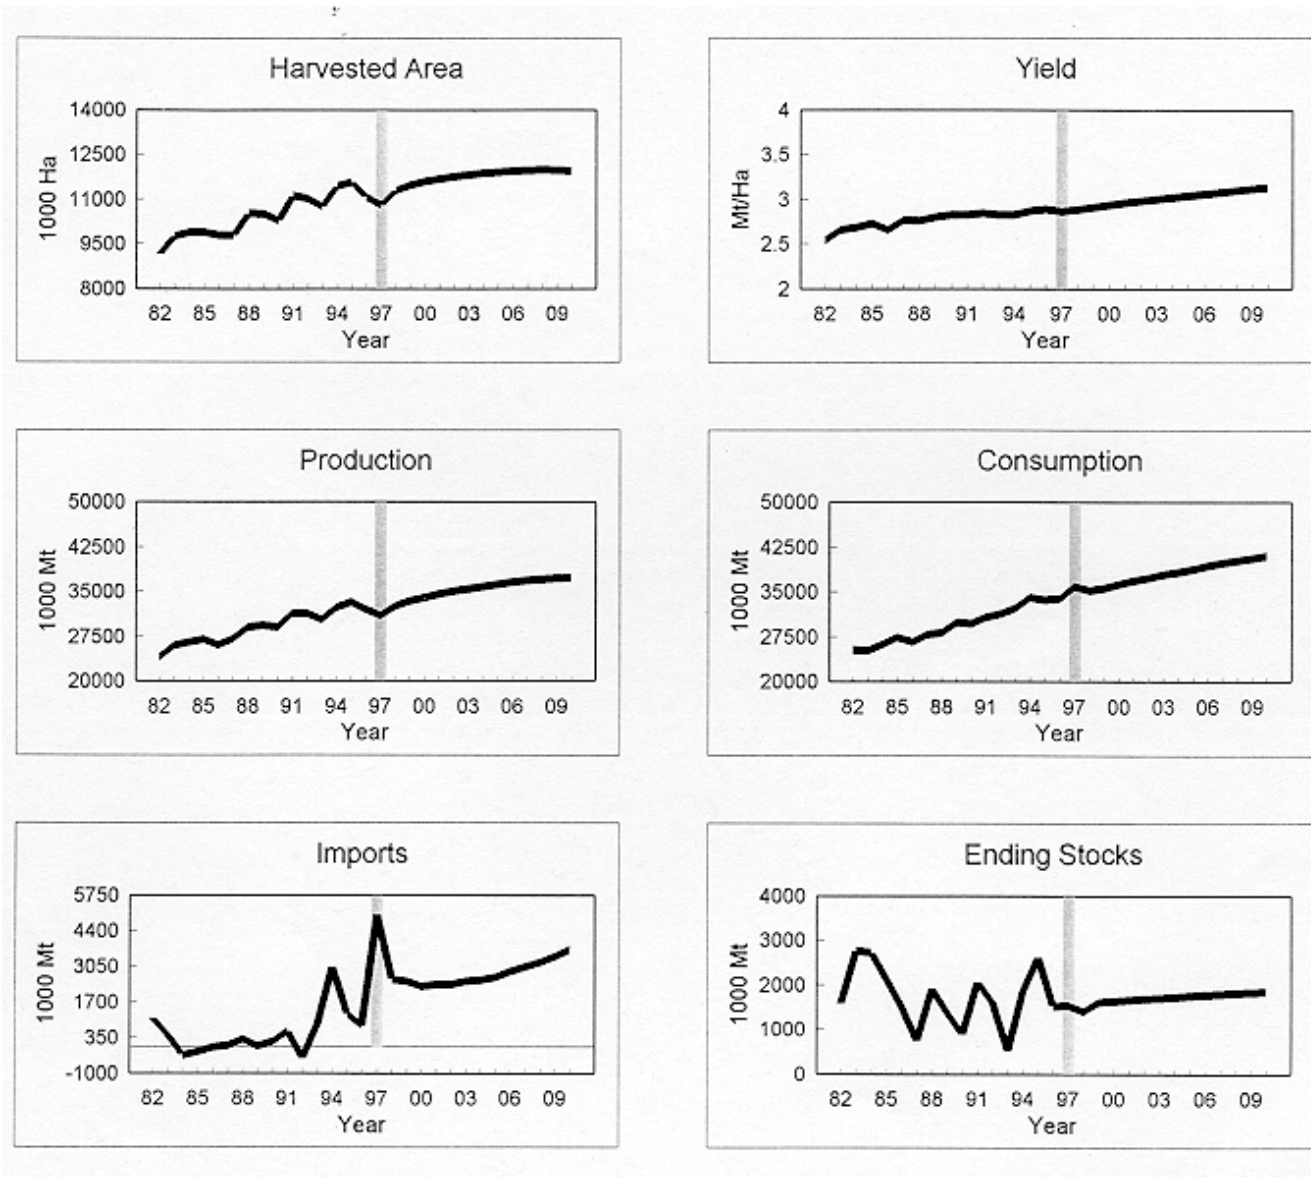 Harvested Area
14000
12500
11000
9500
8000
1000 Ha
82 85 88 91 94 97 00 03 06 09
Year
Yield
4
3.5
3
2.5
2
Mt/Ha
82 85 88 91 94 97 00 03 06 09
Year
Production
50000
42500
35000
27500
20000
1000 Mt
82 85 88 91 94 97 00 03 06 09
Year
Consumption
50000
42500
35000
27500
20000
1000 Mt
82 85 88 91 94 97 00 03 06 09
Year
Imports
5750
4400
3050
1700
350
-1000
1000 Mt
82 85 88 91 94 97 00 03 06 09
Year
Ending Stocks
4000
3000
2000
1000
0
1000 Mt
82 85 88 91 94 97 00 03 06 09
Year